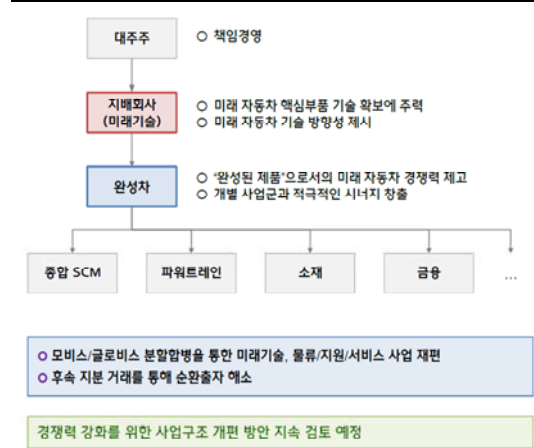 대주주
○ 책임경영
지배회사
(미래기술)
○ 미래 자동차 핵심부품 기술 확보에 주력
○ 미래 자동차 기술 방향성 제시
완성차
○ “완성된 제품”으로서의 미래 자동차 경쟁력 제고
○ 개별 사업군과 적극적인 시너지 창출
종합 SCM
파워트레인
소재
금융
...
○ 모비스/글로비스 분할합병을 통한 미래기술, 물류/지원/서비스 사업 재편
○ 후속 지분 거래를 통해 순환출자 해소
경쟁력 강화를 위한 사업구조 개편 방안 지속 검토 예정